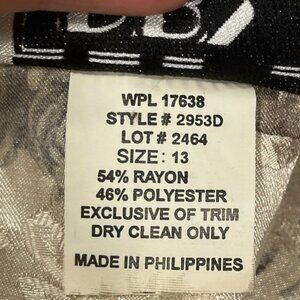 WPL 17638
STYLE # 2953D
LOT # 2464
SIZE: 13
54% RAYON
46% POLYESTER
EXCLUSIVE OF TRIM
DRY CLEAN ONLY
MADE IN PHILIPPINES